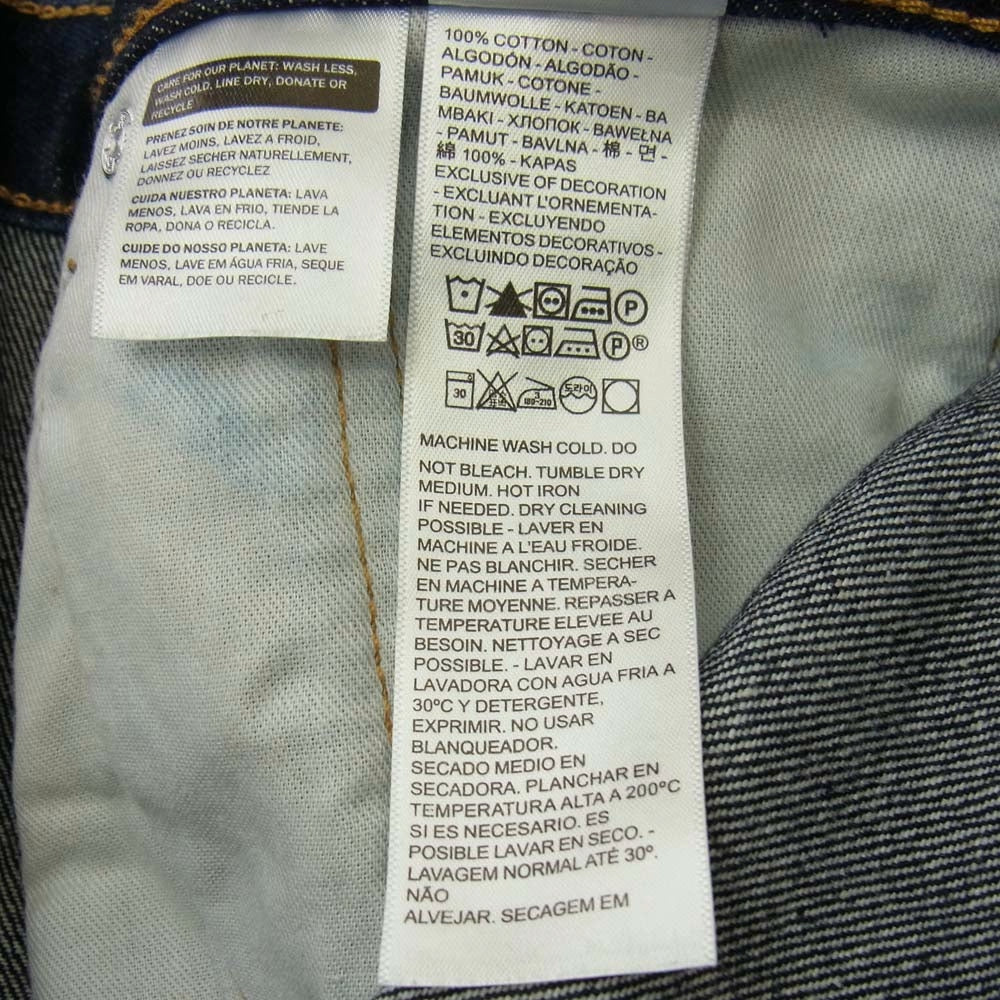 CARE FOR OUR PLANET: WASH LESS,
WASH COLD, LINE DRY, DONATE OR
RECYCLE
PRENEZ SOIN DE NOTRE PLANETE:
LAVEZ MOINS, LAVEZ A FROID,
LAISSEZ SECHER NATURELLEMENT,
DONNEZ OU RECYCLEZ
CUIDA NUESTRO PLANETA: LAVA
MENOS, LAVA EN FRIO, TIENDE LA
ROPA, DONA O RECICLA.
CUIDE DO NOSSO PLANETA: LAVE
MENOS, LAVE EM ÁGUA FRIA, SEQUE
EM VARAL, DOE OU RECICLE.
100% COTTON - COTON -
ALGODÓN - ALGODÃO -
PAMUK - COTONE -
BAUMWOLLE - KATOEN - BA
MBAKI - ХЛОПОК - BAWEŁNA
- PAMUT - BAVLNA - 棉 - 면 -
綿 100% - KAPAS
EXCLUSIVE OF DECORATION
- EXCLUANT L'ORNEMENTA-
TION - EXCLUYENDO
ELEMENTOS DECORATIVOS -
EXCLUINDO DECORAÇÃO
P
30 P®
30 3 180-210 드라이
MACHINE WASH COLD. DO
NOT BLEACH. TUMBLE DRY
MEDIUM. HOT IRON
IF NEEDED. DRY CLEANING
POSSIBLE - LAVER EN
MACHINE A L'EAU FROIDE.
NE PAS BLANCHIR. SECHER
EN MACHINE A TEMPERA-
TURE MOYENNE. REPASSER A
TEMPERATURE ELEVEE AU
BESOIN. NETTOYAGE A SEC
POSSIBLE. - LAVAR EN
LAVADORA CON AGUA FRIA A
30ºC Y DETERGENTE,
EXPRIMIR. NO USAR
BLANQUEADOR.
SECADO MEDIO EN
SECADORA. PLANCHAR EN
TEMPERATURA ALTA A 200ºC
SI ES NECESARIO. ES
POSIBLE LAVAR EN SECO. -
LAVAGEM NORMAL ATÉ 30º.
NÃO
ALVEJAR. SECAGEM EM